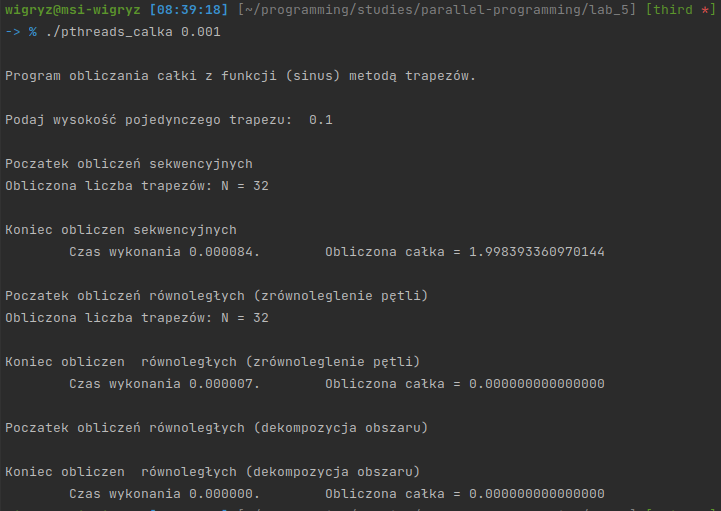 wigryz@msi-wigryz [08:39:18] [~/programming/studies/parallel-programming/lab_5] [third *]
-> % ./pthreads_calka 0.001
Program obliczania całki z funkcji (sinus) metodą trapezów.
Podaj wysokość pojedynczego trapezu:  0.1
Poczatek obliczeń sekwencyjnych
Obliczona liczba trapezów: N = 32
Koniec obliczen sekwencyjnych
Czas wykonania 0.000084.        Obliczona całka = 1.998393360970144
Poczatek obliczeń równoległych (zrównoleglenie pętli)
Obliczona liczba trapezów: N = 32
Koniec obliczen  równoległych (zrównoleglenie pętli)
Czas wykonania 0.000007.        Obliczona całka = 0.000000000000000
Poczatek obliczeń równoległych (dekompozycja obszaru)
Koniec obliczen  równoległych (dekompozycja obszaru)
Czas wykonania 0.000000.        Obliczona całka = 0.000000000000000